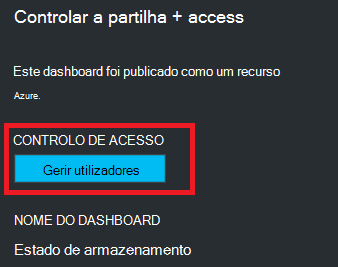 Controlar a partilha + access
Este dashboard foi publicado como um recurso
Azure.
CONTROLO DE ACESSO
Gerir utilizadores
NOME DO DASHBOARD
Estado de armazenamento